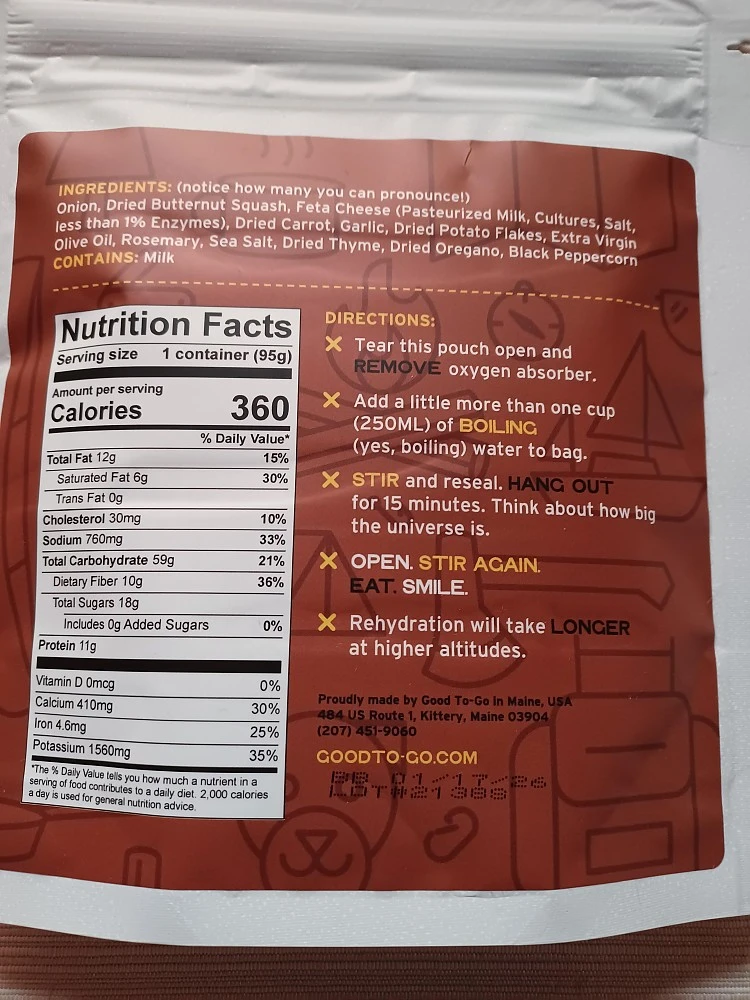 INGREDIENTS: (notice how many you can pronounce!)
Onion, Dried Butternut Squash, Feta Cheese (Pasteurized Milk, Cultures, Salt,
less than 1% Enzymes), Dried Carrot, Garlic, Dried Potato Flakes, Extra Virgin
Olive Oil, Rosemary, Sea Salt, Dried Thyme, Dried Oregano, Black Peppercorn
CONTAINS: Milk
Nutrition Facts
Serving size 1 container (95g)
Amount per serving
Calories 360
% Daily Value*
Total Fat 12g 15%
Saturated Fat 6g 30%
Trans Fat 0g
Cholesterol 30mg 10%
Sodium 760mg 33%
Total Carbohydrate 59g 21%
Dietary Fiber 10g 36%
Total Sugars 18g
Includes 0g Added Sugars 0%
Protein 11g
Vitamin D 0mcg 0%
Calcium 410mg 30%
Iron 4.6mg 25%
Potassium 1560mg 35%
*The % Daily Value tells you how much a nutrient in a
serving of food contributes to a daily diet. 2,000 calories
a day is used for general nutrition advice.
DIRECTIONS:
Tear this pouch open and
REMOVE oxygen absorber.
Add a little more than one cup
(250ML) of BOILING
(yes, boiling) water to bag.
STIR and reseal. HANG OUT
for 15 minutes. Think about how big
the universe is.
OPEN. STIR AGAIN.
EAT. SMILE.
Rehydration will take LONGER
at higher altitudes.
Proudly made by Good To-Go in Maine, USA
484 US Route 1, Kittery, Maine 03904
(207) 451-9060
GOODTO-GO.COM
BB 01/17/26
LOT#21386